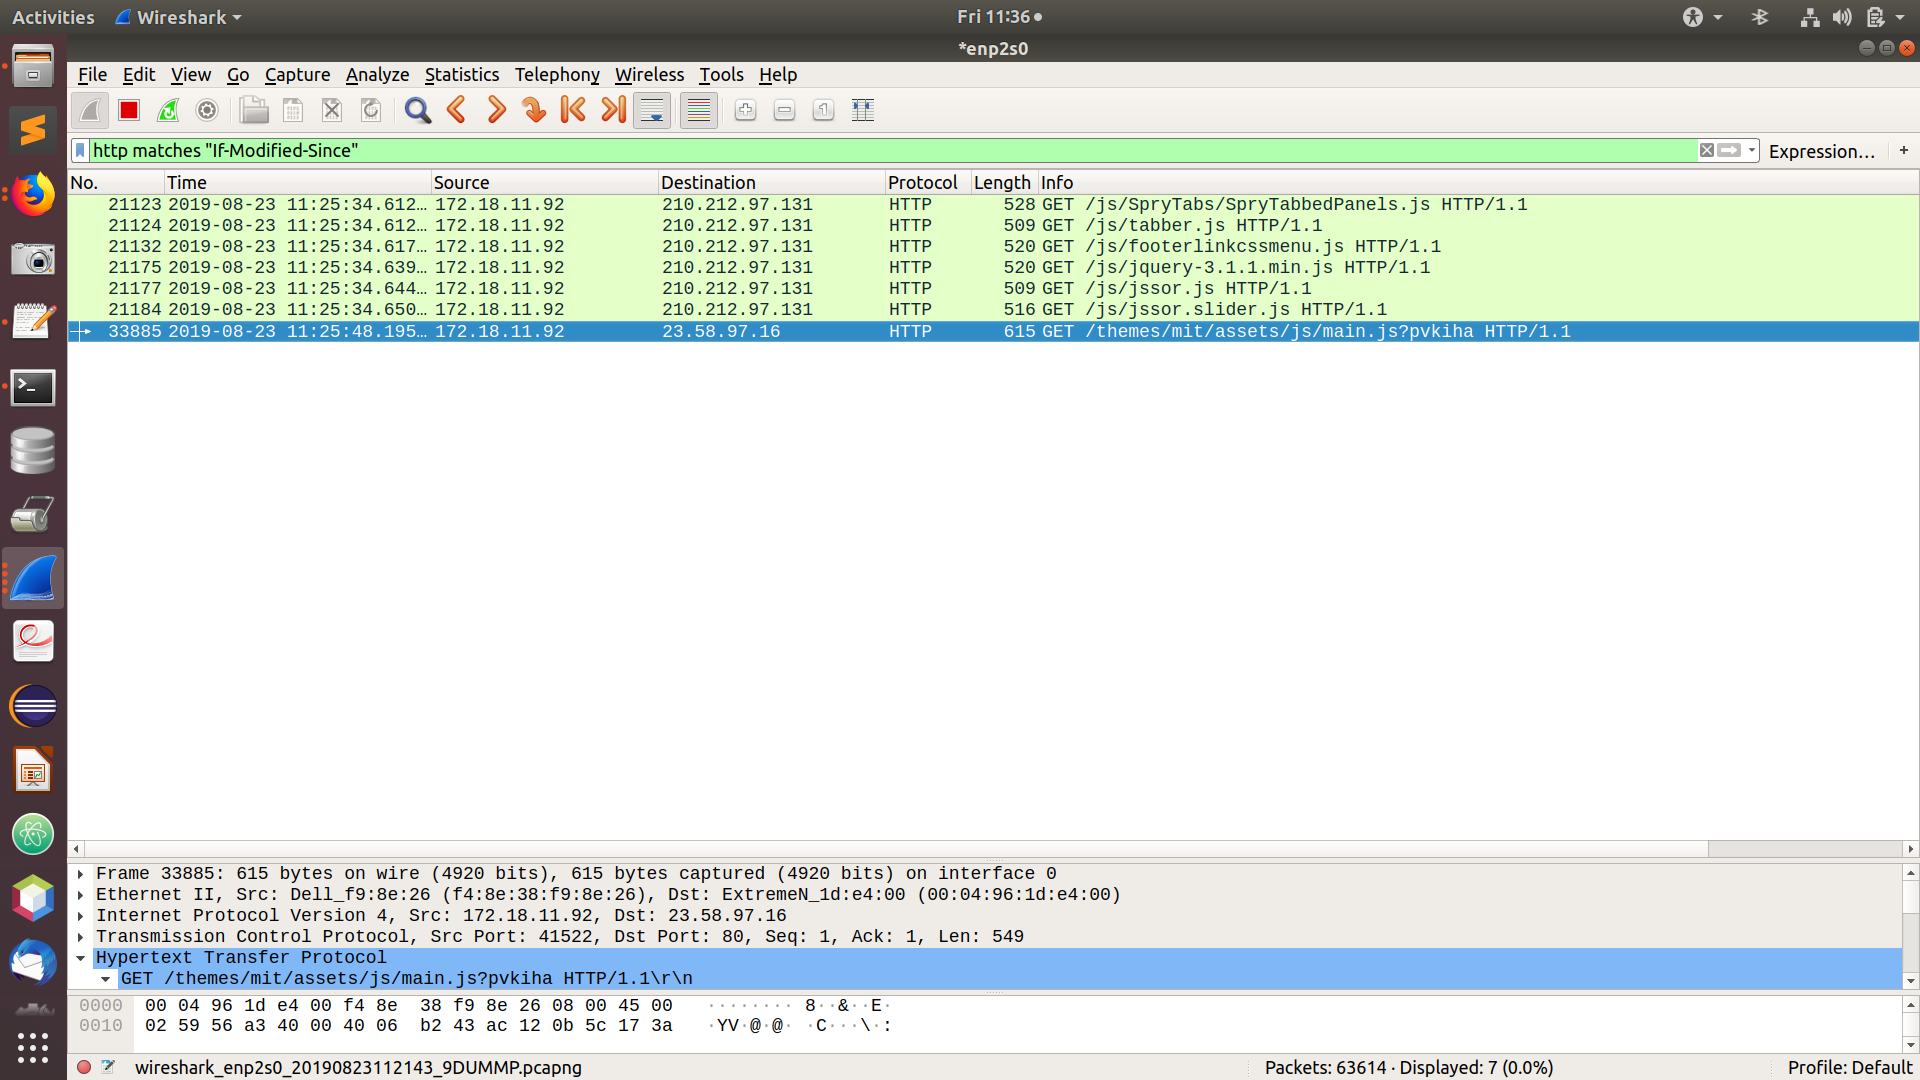 Activities Wireshark Fri 11:36
*enp2s0
File Edit View Go Capture Analyze Statistics Telephony Wireless Tools Help
http matches "If-Modified-Since" Expression… +
No. Time Source Destination Protocol Length Info
21123 2019-08-23 11:25:34.612… 172.18.11.92 210.212.97.131 HTTP 528 GET /js/SpryTabs/SpryTabbedPanels.js HTTP/1.1
21124 2019-08-23 11:25:34.612… 172.18.11.92 210.212.97.131 HTTP 509 GET /js/tabber.js HTTP/1.1
21132 2019-08-23 11:25:34.617… 172.18.11.92 210.212.97.131 HTTP 520 GET /js/footerlinkcssmenu.js HTTP/1.1
21175 2019-08-23 11:25:34.639… 172.18.11.92 210.212.97.131 HTTP 520 GET /js/jquery-3.1.1.min.js HTTP/1.1
21177 2019-08-23 11:25:34.644… 172.18.11.92 210.212.97.131 HTTP 509 GET /js/jssor.js HTTP/1.1
21184 2019-08-23 11:25:34.650… 172.18.11.92 210.212.97.131 HTTP 516 GET /js/jssor.slider.js HTTP/1.1
33885 2019-08-23 11:25:48.195… 172.18.11.92 23.58.97.16 HTTP 615 GET /themes/mit/assets/js/main.js?pvkiha HTTP/1.1
Frame 33885: 615 bytes on wire (4920 bits), 615 bytes captured (4920 bits) on interface 0
Ethernet II, Src: Dell_f9:8e:26 (f4:8e:38:f9:8e:26), Dst: ExtremeN_1d:e4:00 (00:04:96:1d:e4:00)
Internet Protocol Version 4, Src: 172.18.11.92, Dst: 23.58.97.16
Transmission Control Protocol, Src Port: 41522, Dst Port: 80, Seq: 1, Ack: 1, Len: 549
Hypertext Transfer Protocol
GET /themes/mit/assets/js/main.js?pvkiha HTTP/1.1\r\n
0000 00 04 96 1d e4 00 f4 8e 38 f9 8e 26 08 00 45 00 ········ 8··&··E·
0010 02 59 56 a3 40 00 40 06 b2 43 ac 12 0b 5c 17 3a ·YV·@·@· ·C···\·:
wireshark_enp2s0_20190823112143_9DUMMP.pcapng Packets: 63614 · Displayed: 7 (0.0%) Profile: Default